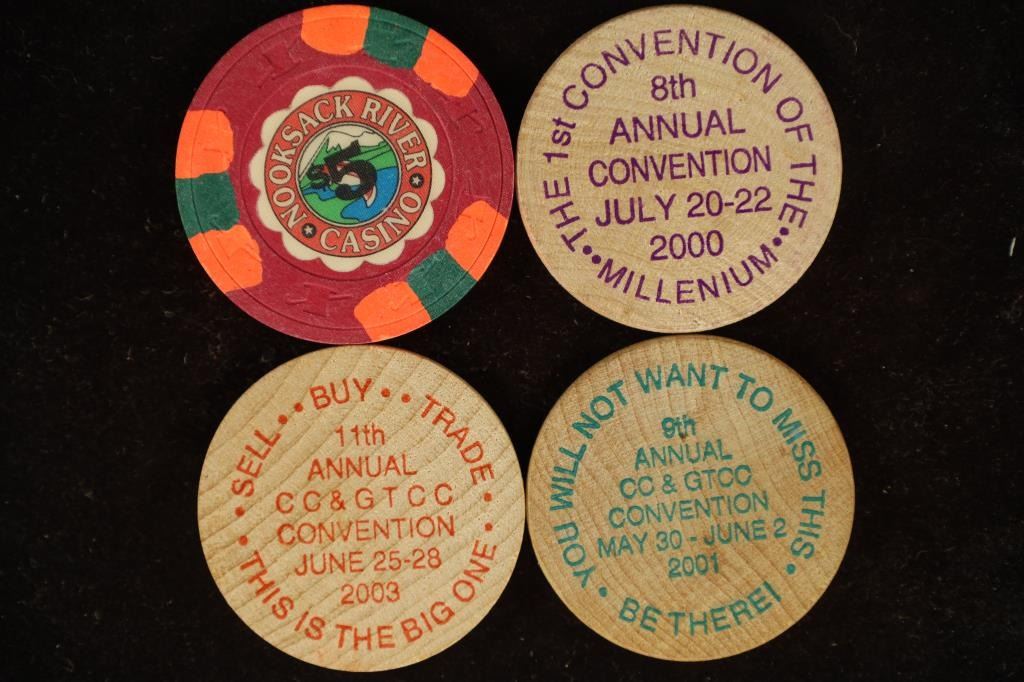 NOOKSACK RIVER
$5
CASINO
THE 1st CONVENTION OF THE
MILLENIUM
8th
ANNUAL
CONVENTION
JULY 20-22
2000
SELL •• BUY •• TRADE
THIS IS THE BIG ONE
11th
ANNUAL
CC & GTCC
CONVENTION
JUNE 25-28
2003
YOU WILL NOT WANT TO MISS THIS
BE THERE!
9th
ANNUAL
CC & GTCC
CONVENTION
MAY 30 - JUNE 2
2001